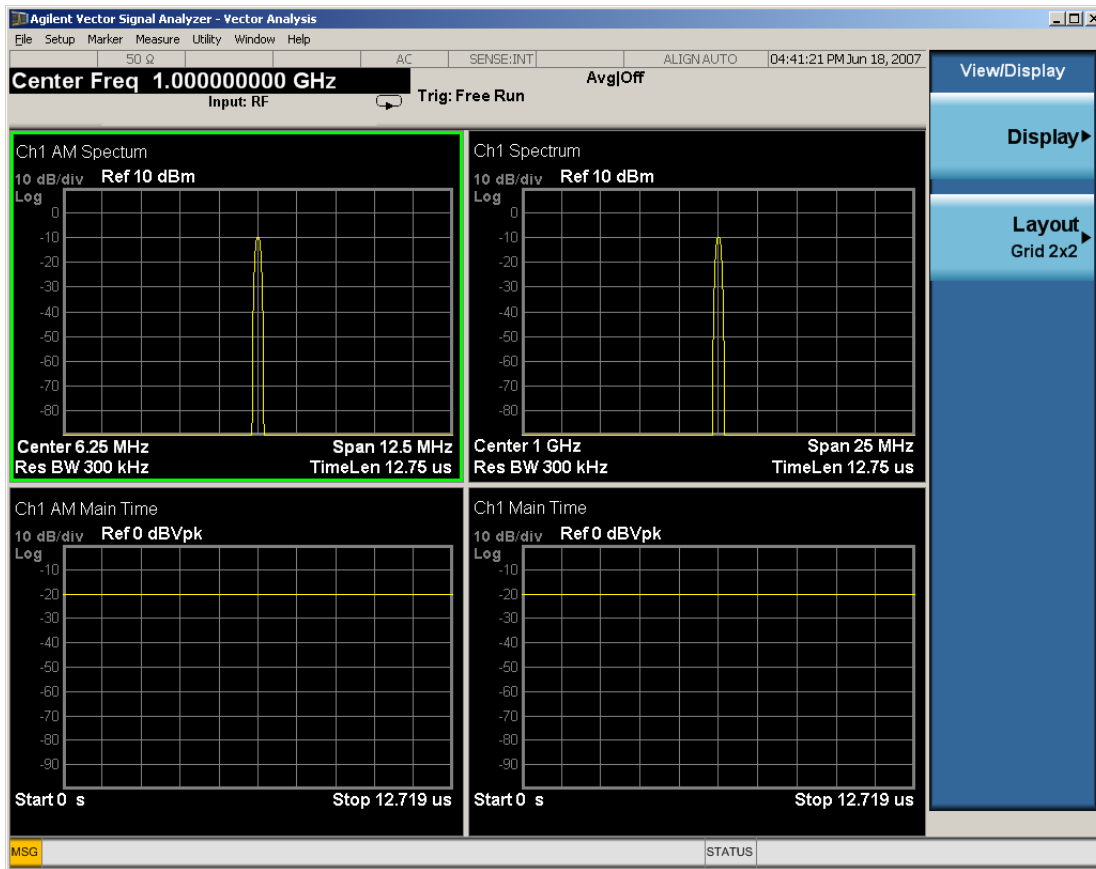 Agilent Vector Signal Analyzer - Vector Analysis
File Setup Marker Measure Utility Window Help
50 Ω AC SENSE:INT ALIGN AUTO 04:41:21 PM Jun 18, 2007
Center Freq 1.000000000 GHz
Input: RF
Trig: Free Run
Avg|Off
View/Display
Display
Layout
Grid 2x2
Ch1 AM Spectum
10 dB/div Ref 10 dBm
Log
0
-10
-20
-30
-40
-50
-60
-70
-80
Center 6.25 MHz Span 12.5 MHz
Res BW 300 kHz TimeLen 12.75 us
Ch1 Spectrum
10 dB/div Ref 10 dBm
Log
0
-10
-20
-30
-40
-50
-60
-70
-80
Center 1 GHz Span 25 MHz
Res BW 300 kHz TimeLen 12.75 us
Ch1 AM Main Time
10 dB/div Ref 0 dBVpk
Log
-10
-20
-30
-40
-50
-60
-70
-80
-90
Start 0 s Stop 12.719 us
Ch1 Main Time
10 dB/div Ref 0 dBVpk
Log
-10
-20
-30
-40
-50
-60
-70
-80
-90
Start 0 s Stop 12.719 us
MSG STATUS